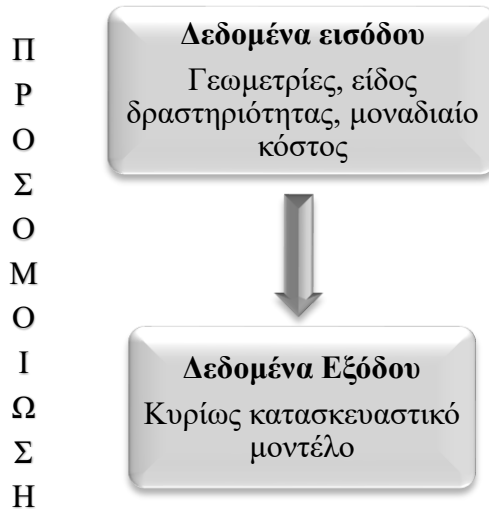 Π
Ρ
Ο
Σ
Ο
Μ
Ο
Ι
Ω
Σ
Η
Δεδομένα εισόδου
Γεωμετρίες, είδος
δραστηριότητας, μοναδιαίο
κόστος
Δεδομένα Εξόδου
Κυρίως κατασκευαστικό
μοντέλο